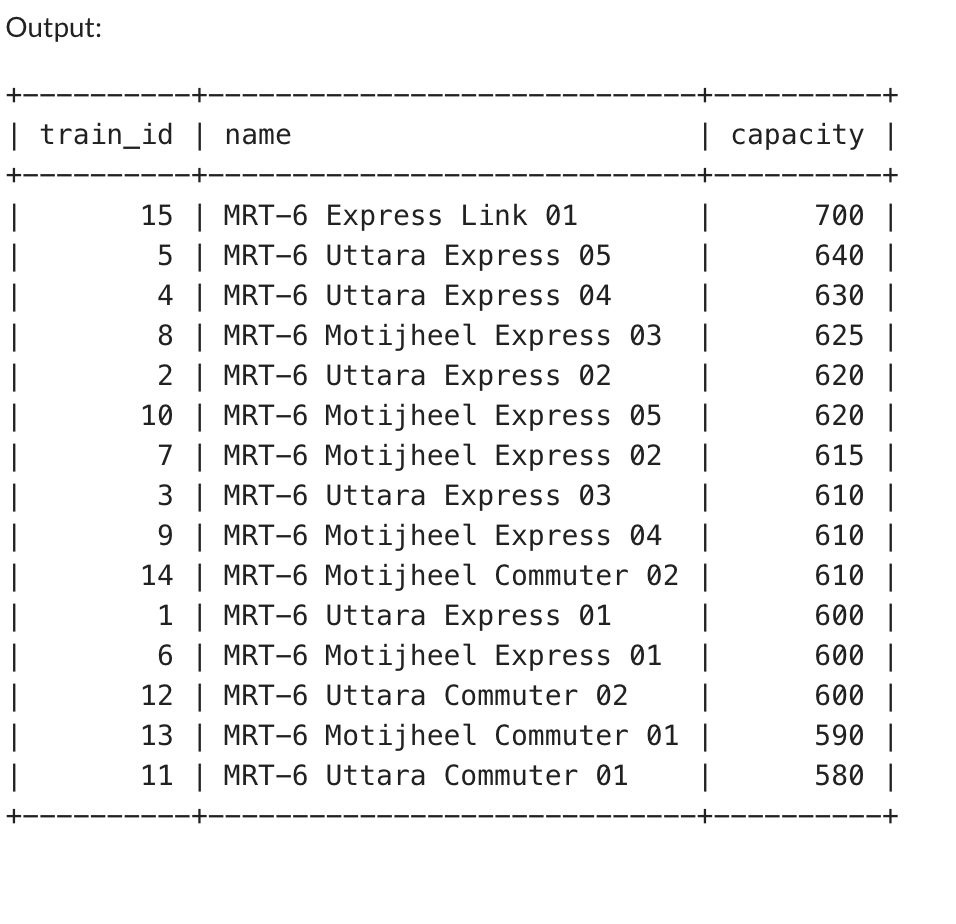 Output:
+----------+-----------------------------+----------+
| train_id | name                        | capacity |
+----------+-----------------------------+----------+
|       15 | MRT-6 Express Link 01       |      700 |
|        5 | MRT-6 Uttara Express 05     |      640 |
|        4 | MRT-6 Uttara Express 04     |      630 |
|        8 | MRT-6 Motijheel Express 03  |      625 |
|        2 | MRT-6 Uttara Express 02     |      620 |
|       10 | MRT-6 Motijheel Express 05  |      620 |
|        7 | MRT-6 Motijheel Express 02  |      615 |
|        3 | MRT-6 Uttara Express 03     |      610 |
|        9 | MRT-6 Motijheel Express 04  |      610 |
|       14 | MRT-6 Motijheel Commuter 02 |      610 |
|        1 | MRT-6 Uttara Express 01     |      600 |
|        6 | MRT-6 Motijheel Express 01  |      600 |
|       12 | MRT-6 Uttara Commuter 02    |      600 |
|       13 | MRT-6 Motijheel Commuter 01 |      590 |
|       11 | MRT-6 Uttara Commuter 01    |      580 |
+----------+-----------------------------+----------+